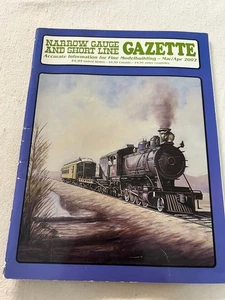 NARROW GAUGE
AND SHORT LINE
GAZETTE
Accurate Information for Fine Modelbuilding – Mar/Apr 2002